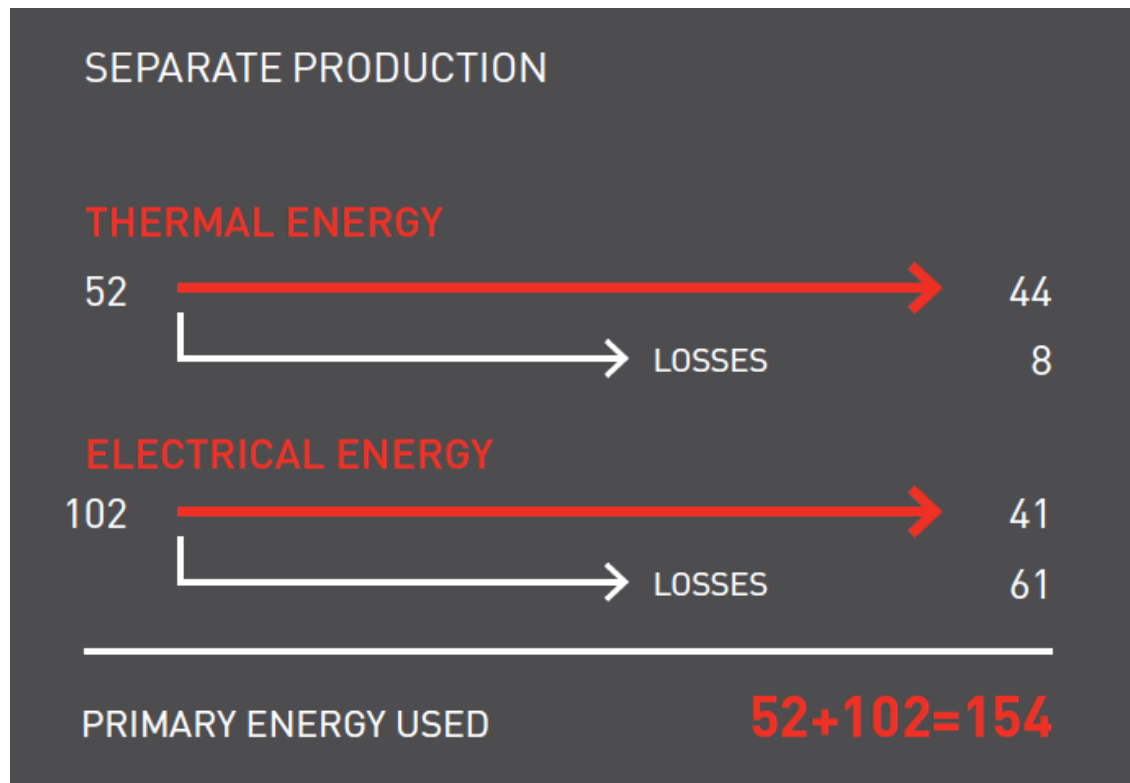 SEPARATE PRODUCTION
THERMAL ENERGY
52 44
LOSSES 8
ELECTRICAL ENERGY
102 41
LOSSES 61
PRIMARY ENERGY USED 52+102=154